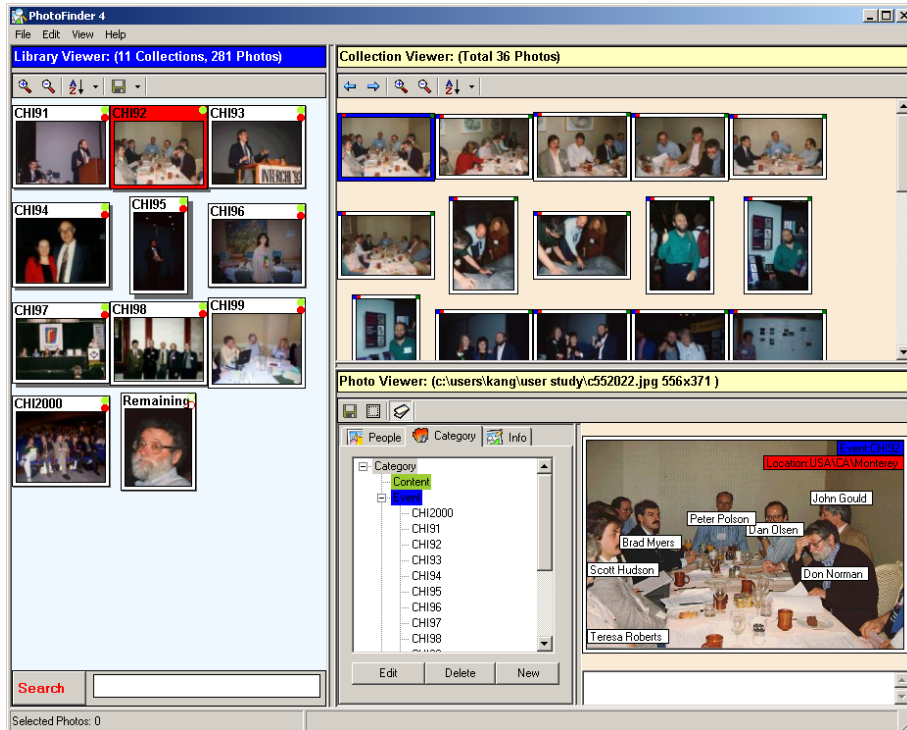 PhotoFinder 4
File Edit View Help
Library Viewer: (11 Collections, 281 Photos)
CHI91
CHI92
CHI93
INTERCHI'93
CHI94
CHI95
CHI96
CHI97
CHI98
CHI99
CHI2000
Remaining
Search
Selected Photos: 0
Collection Viewer: (Total 36 Photos)
Photo Viewer: (c:\users\kang\user study\c552022.jpg 556x371 )
People Category Info
Category
Content
Event
CHI2000
CHI91
CHI92
CHI93
CHI94
CHI95
CHI96
CHI97
CHI98
Edit Delete New
Event:CHI92
Location:USA\CA\Monterey
John Gould
Peter Polson
Dan Olsen
Brad Myers
Scott Hudson
Don Norman
Teresa Roberts